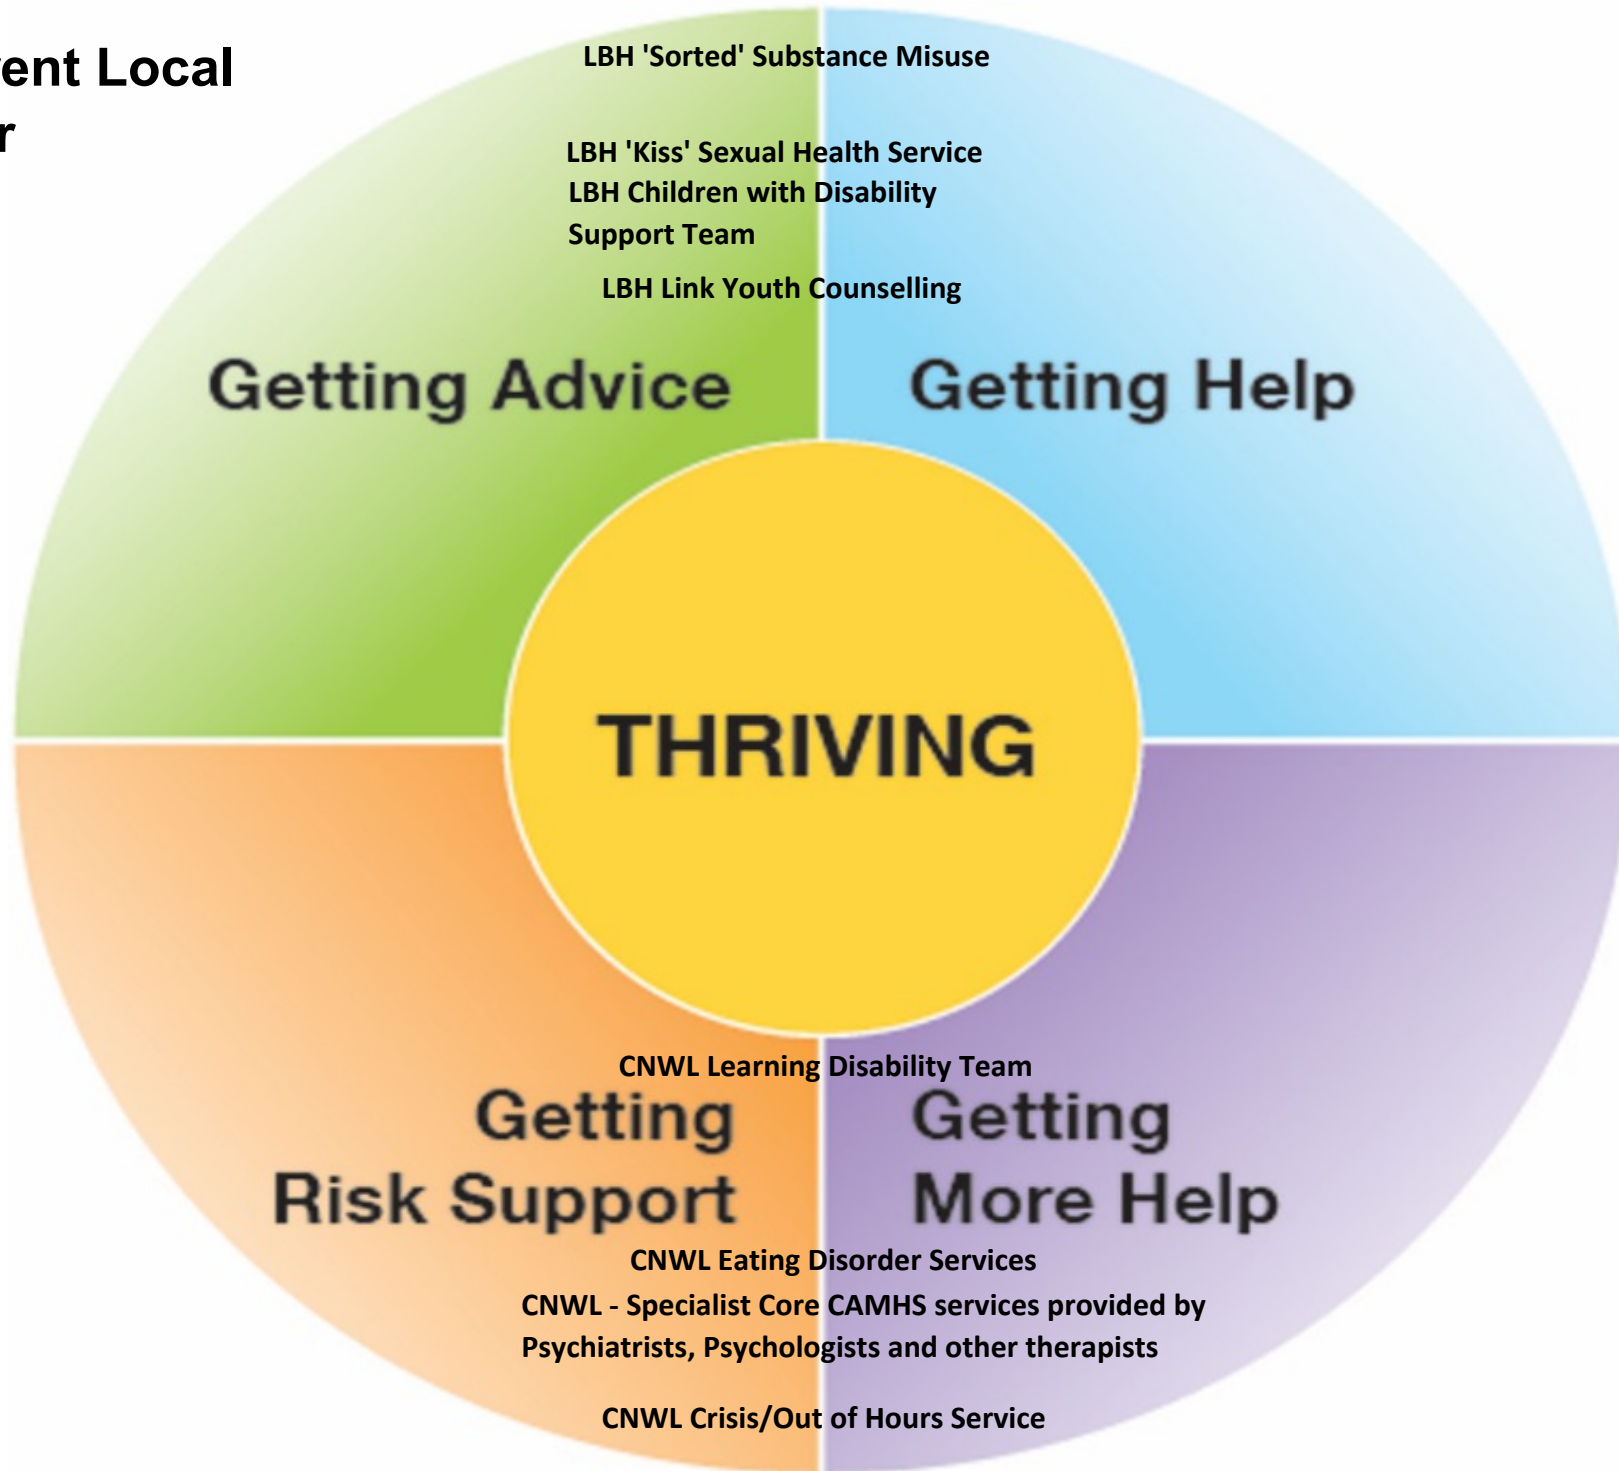 ent Local
LBH 'Sorted' Substance Misuse
LBH 'Kiss' Sexual Health Service
LBH Children with Disability
Support Team
LBH Link Youth Counselling
Getting Advice
Getting Help
THRIVING
CNWL Learning Disability Team
Getting
Risk Support
Getting
More Help
CNWL Eating Disorder Services
CNWL - Specialist Core CAMHS services provided by
Psychiatrists, Psychologists and other therapists
CNWL Crisis/Out of Hours Service